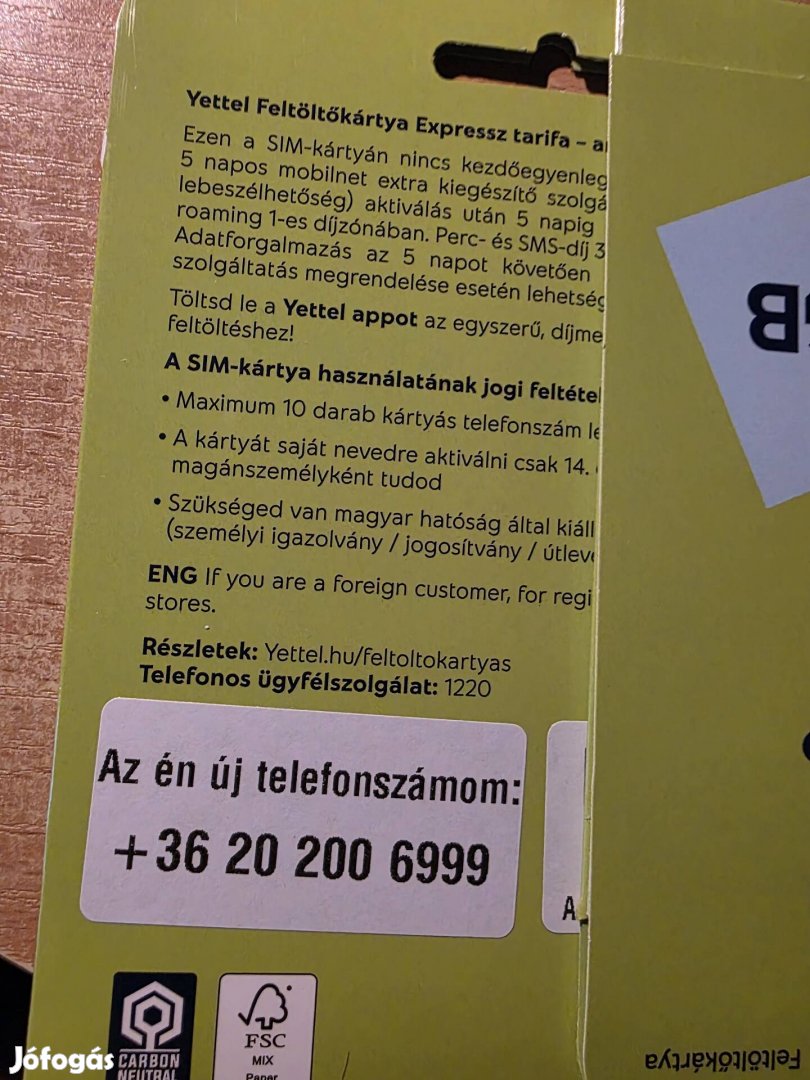 Yettel Feltöltőkártya Expressz tarifa – a
Ezen a SIM-kártyán nincs kezdőegyenleg
5 napos mobilnet extra kiegészítő szolgá
lebeszélhetőség) aktiválás után 5 napig
roaming 1-es díjzónában. Perc- és SMS-díj 3
Adatforgalmazás az 5 napot követően
szolgáltatás megrendelése esetén lehetség
Töltsd le a Yettel appot az egyszerű, díjme
feltöltéshez!
A SIM-kártya használatának jogi feltétel
• Maximum 10 darab kártyás telefonszám le
• A kártyát saját nevedre aktiválni csak 14.
magánszemélyként tudod
• Szükséged van magyar hatóság által kiáll
(személyi igazolvány / jogosítvány / útleve
ENG If you are a foreign customer, for regi
stores.
Részletek: Yettel.hu/feltoltokartyas
Telefonos ügyfélszolgálat: 1220
Az én új telefonszámom:
+36 20 200 6999
A
CARBON
NEUTRAL
FSC
MIX
Paper
Jófogás
B
Feltöltőkártya